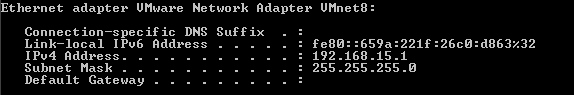 Ethernet adapter VMware Network Adapter VMnet8:
Connection-specific DNS Suffix . :
Link-local IPv6 Address . . . . . : fe80::659a:221f:26c0:d863%32
IPv4 Address. . . . . . . . . . . : 192.168.15.1
Subnet Mask . . . . . . . . . . . : 255.255.255.0
Default Gateway . . . . . . . . . :